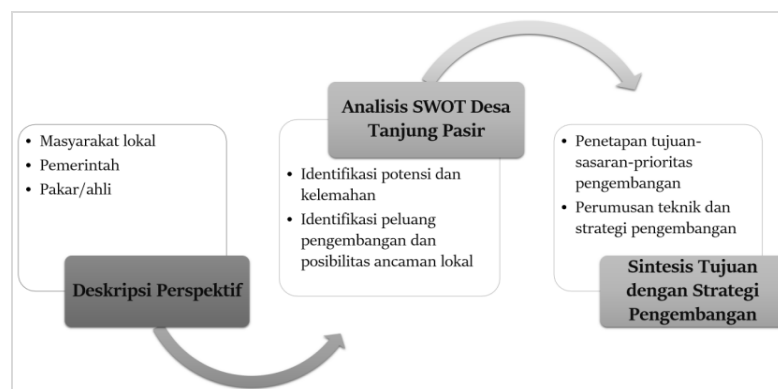 • Masyarakat lokal
• Pemerintah
• Pakar/ahli
Deskripsi Perspektif
Analisis SWOT Desa
Tanjung Pasir
• Identifikasi potensi dan
kelemahan
• Identifikasi peluang
pengembangan dan
posibilitas ancaman lokal
• Penetapan tujuan-
sasaran-prioritas
pengembangan
• Perumusan teknik dan
strategi pengembangan
Sintesis Tujuan
dengan Strategi
Pengembangan